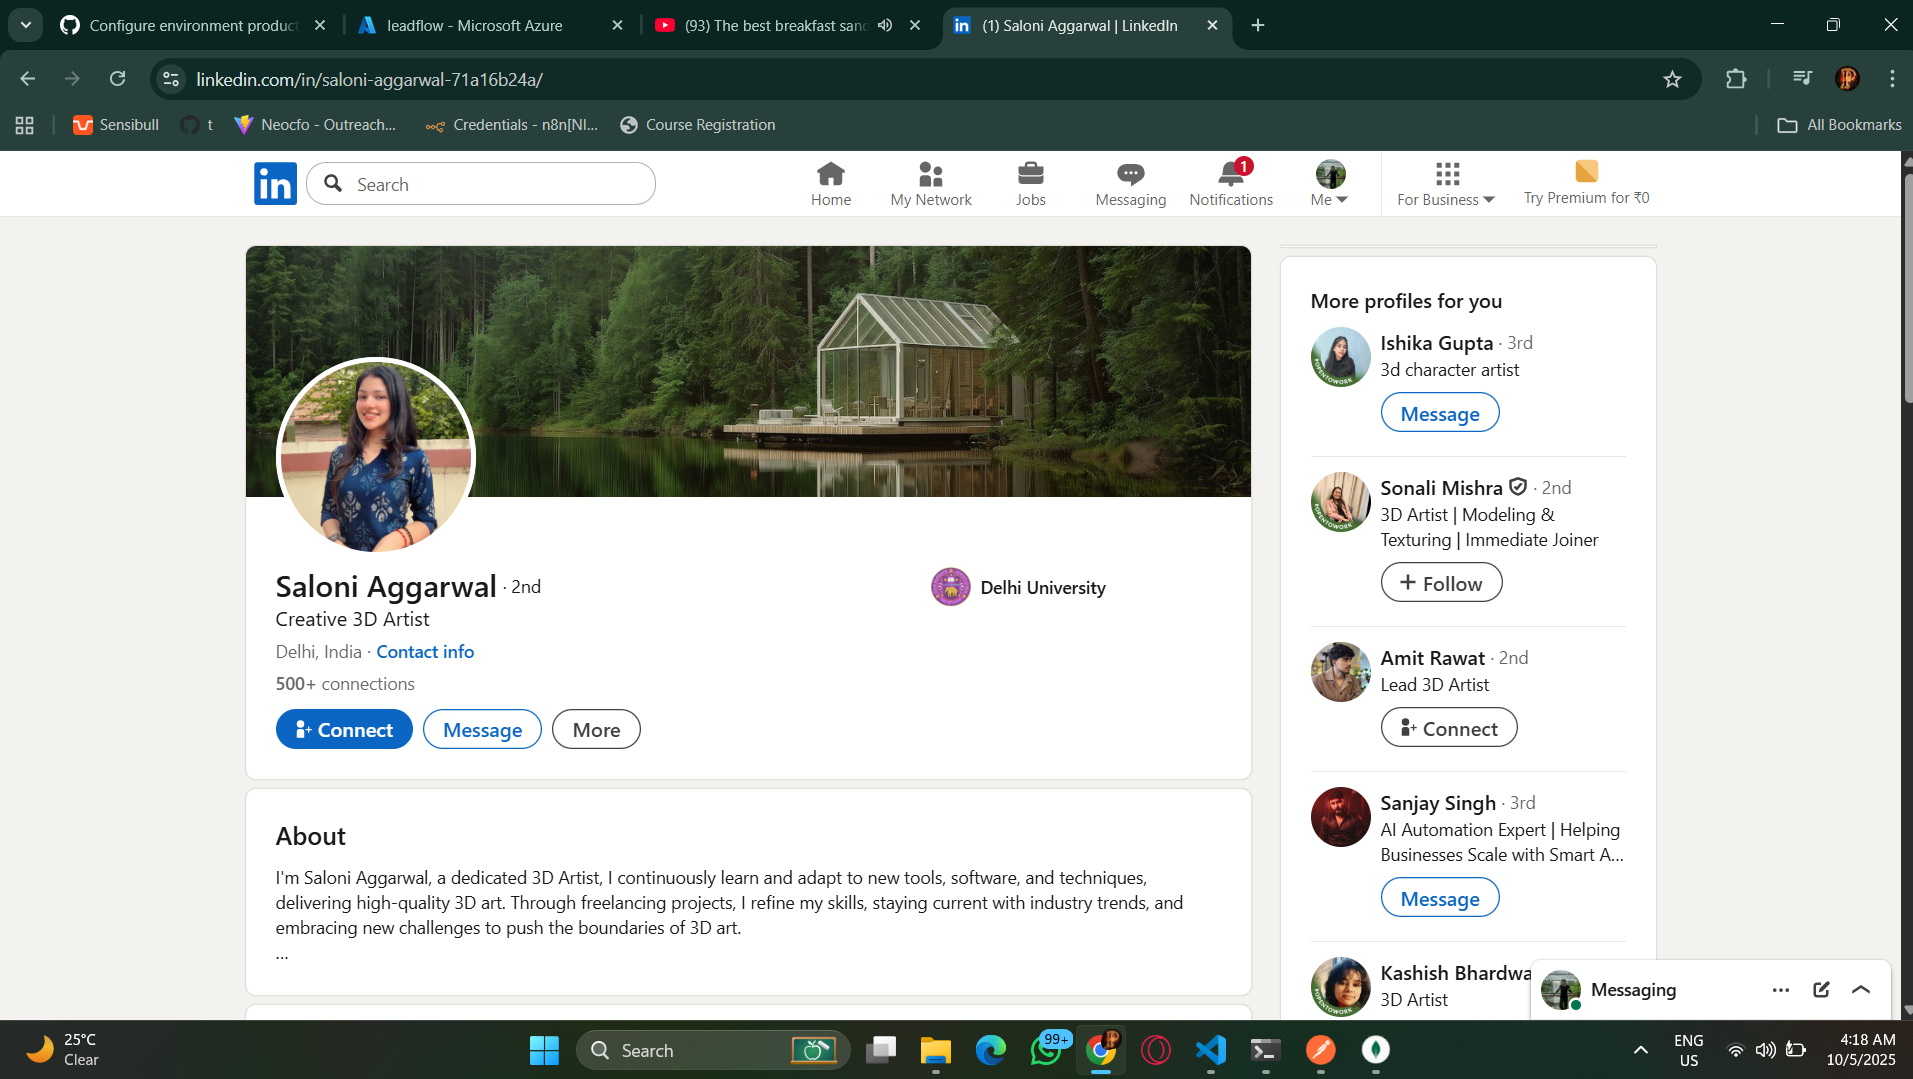 Configure environment product
leadflow - Microsoft Azure
(93) The best breakfast sand
(1) Saloni Aggarwal | LinkedIn
linkedin.com/in/saloni-aggarwal-71a16b24a/
Sensibull
t
Neocfo - Outreach...
Credentials - n8n[NI...
Course Registration
All Bookmarks
in
Search
Home
My Network
Jobs
Messaging
1
Notifications
Me
For Business
Try Premium for ₹0
Saloni Aggarwal · 2nd
Creative 3D Artist
Delhi, India · Contact info
500+ connections
Connect
Message
More
Delhi University
About
I'm Saloni Aggarwal, a dedicated 3D Artist, I continuously learn and adapt to new tools, software, and techniques,
delivering high-quality 3D art. Through freelancing projects, I refine my skills, staying current with industry trends, and
embracing new challenges to push the boundaries of 3D art.
...
More profiles for you
Ishika Gupta · 3rd
3d character artist
#OPENTOWORK
Message
Sonali Mishra · 2nd
3D Artist | Modeling &
Texturing | Immediate Joiner
#OPENTOWORK
+ Follow
Amit Rawat · 2nd
Lead 3D Artist
Connect
Sanjay Singh · 3rd
AI Automation Expert | Helping
Businesses Scale with Smart A...
Message
Kashish Bhardwa
3D Artist
#OPENTOWORK
Messaging
25°C
Clear
Search
99+
ENG
US
4:18 AM
10/5/2025